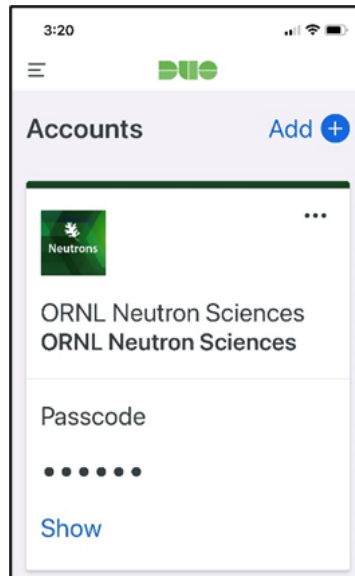 3:20
DUO
Accounts
Add
Neutrons
ORNL Neutron Sciences
ORNL Neutron Sciences
Passcode
Show